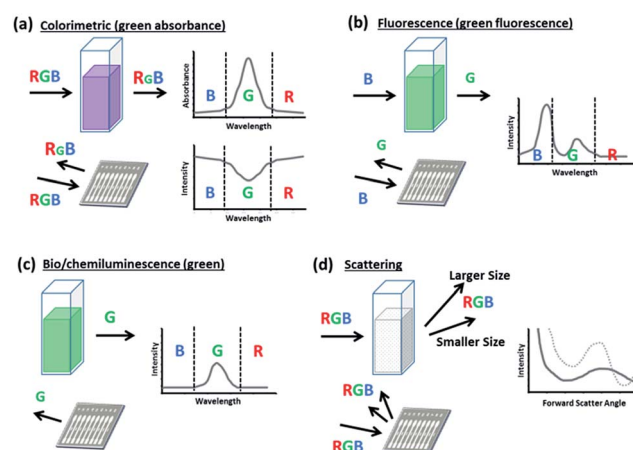 (a) Colorimetric (green absorbance)
RGB
RGB
Absorbance
B G R
Wavelength
RGB
RGB
Intensity
B G R
Wavelength
(b) Fluorescence (green fluorescence)
B
G
G
B
Intensity
B G R
Wavelength
(c) Bio/chemiluminescence (green)
G
G
Intensity
B G R
Wavelength
(d) Scattering
Larger Size
RGB
RGB
Smaller Size
RGB
RGB
Intensity
Forward Scatter Angle